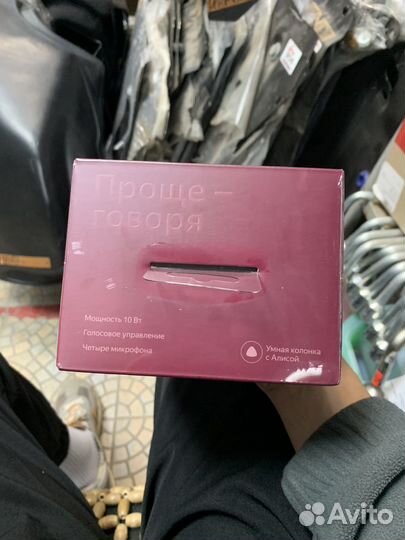 Проще —
говоря
Мощность 10 Вт
Голосовое управление
Четыре микрофона
Умная колонка
с Алисой
Avito